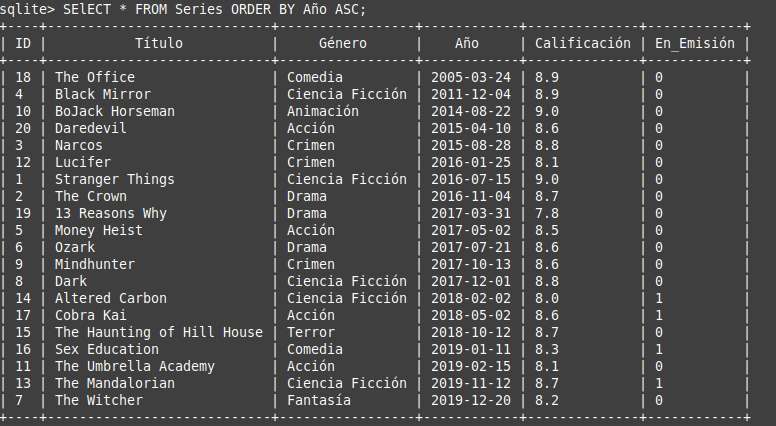 sqlite> SElECT * FROM Series ORDER BY Año ASC;
+----+---------------------------+-----------------+------------+--------------+------------+
| ID | Título | Género | Año | Calificación | En_Emisión |
+----+---------------------------+-----------------+------------+--------------+------------+
| 18 | The Office | Comedia | 2005-03-24 | 8.9 | 0 |
| 4 | Black Mirror | Ciencia Ficción | 2011-12-04 | 8.9 | 0 |
| 10 | BoJack Horseman | Animación | 2014-08-22 | 9.0 | 0 |
| 20 | Daredevil | Acción | 2015-04-10 | 8.6 | 0 |
| 3 | Narcos | Crimen | 2015-08-28 | 8.8 | 0 |
| 12 | Lucifer | Crimen | 2016-01-25 | 8.1 | 0 |
| 1 | Stranger Things | Ciencia Ficción | 2016-07-15 | 9.0 | 0 |
| 2 | The Crown | Drama | 2016-11-04 | 8.7 | 0 |
| 19 | 13 Reasons Why | Drama | 2017-03-31 | 7.8 | 0 |
| 5 | Money Heist | Acción | 2017-05-02 | 8.5 | 0 |
| 6 | Ozark | Drama | 2017-07-21 | 8.6 | 0 |
| 9 | Mindhunter | Crimen | 2017-10-13 | 8.6 | 0 |
| 8 | Dark | Ciencia Ficción | 2017-12-01 | 8.8 | 0 |
| 14 | Altered Carbon | Ciencia Ficción | 2018-02-02 | 8.0 | 1 |
| 17 | Cobra Kai | Acción | 2018-05-02 | 8.6 | 1 |
| 15 | The Haunting of Hill House | Terror | 2018-10-12 | 8.7 | 0 |
| 16 | Sex Education | Comedia | 2019-01-11 | 8.3 | 1 |
| 11 | The Umbrella Academy | Acción | 2019-02-15 | 8.1 | 0 |
| 13 | The Mandalorian | Ciencia Ficción | 2019-11-12 | 8.7 | 1 |
| 7 | The Witcher | Fantasía | 2019-12-20 | 8.2 | 0 |
+----+---------------------------+-----------------+------------+--------------+------------+